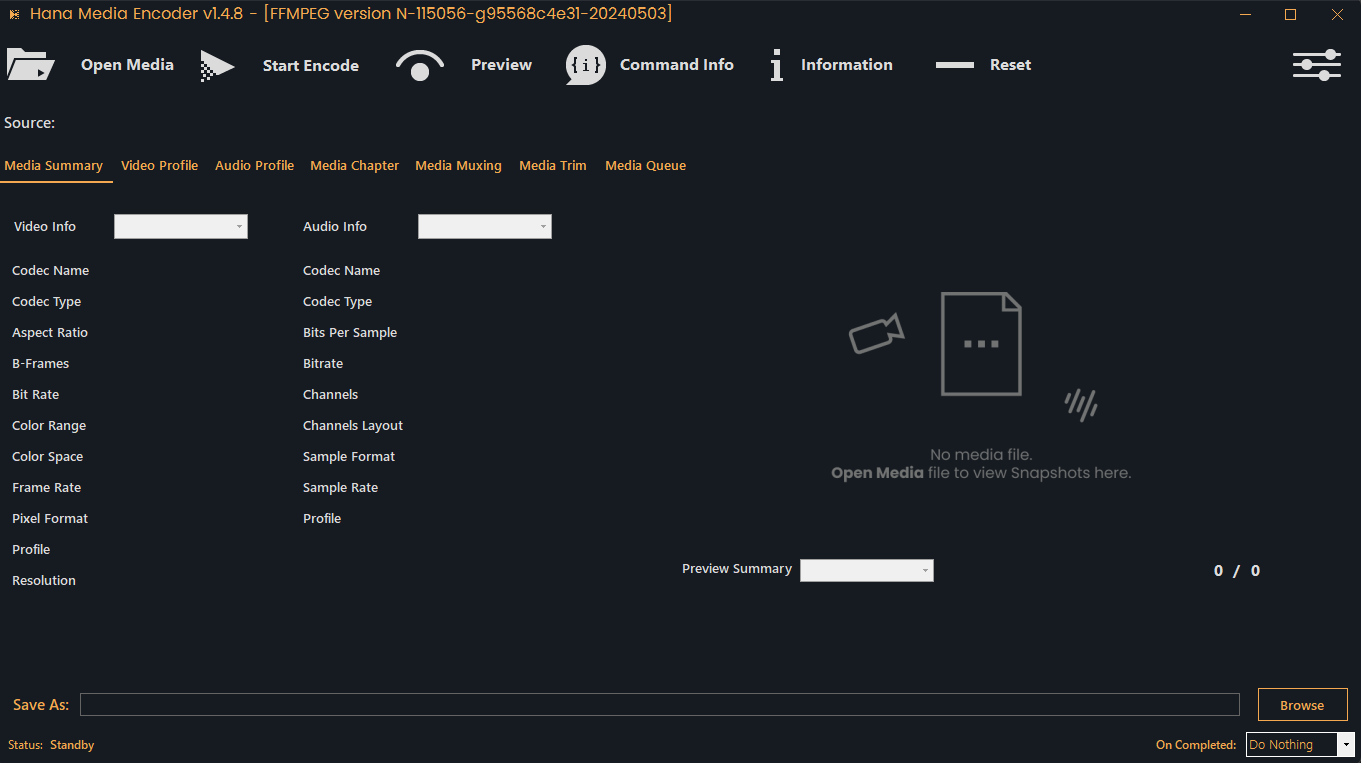 Hana Media Encoder v1.4.8 - [FFMPEG version N-115056-g95568c4e31-20240503]
Open Media Start Encode Preview {i} Command Info Information Reset
Source:
Media Summary Video Profile Audio Profile Media Chapter Media Muxing Media Trim Media Queue
Video Info Audio Info
Codec Name Codec Name
Codec Type Codec Type
Aspect Ratio Bits Per Sample
B-Frames Bitrate
Bit Rate Channels
Color Range Channels Layout
Color Space Sample Format
Frame Rate Sample Rate
Pixel Format Profile
Profile
Resolution
No media file.
Open Media file to view Snapshots here.
Preview Summary 0 / 0
Save As: Browse
Status: Standby On Completed: Do Nothing